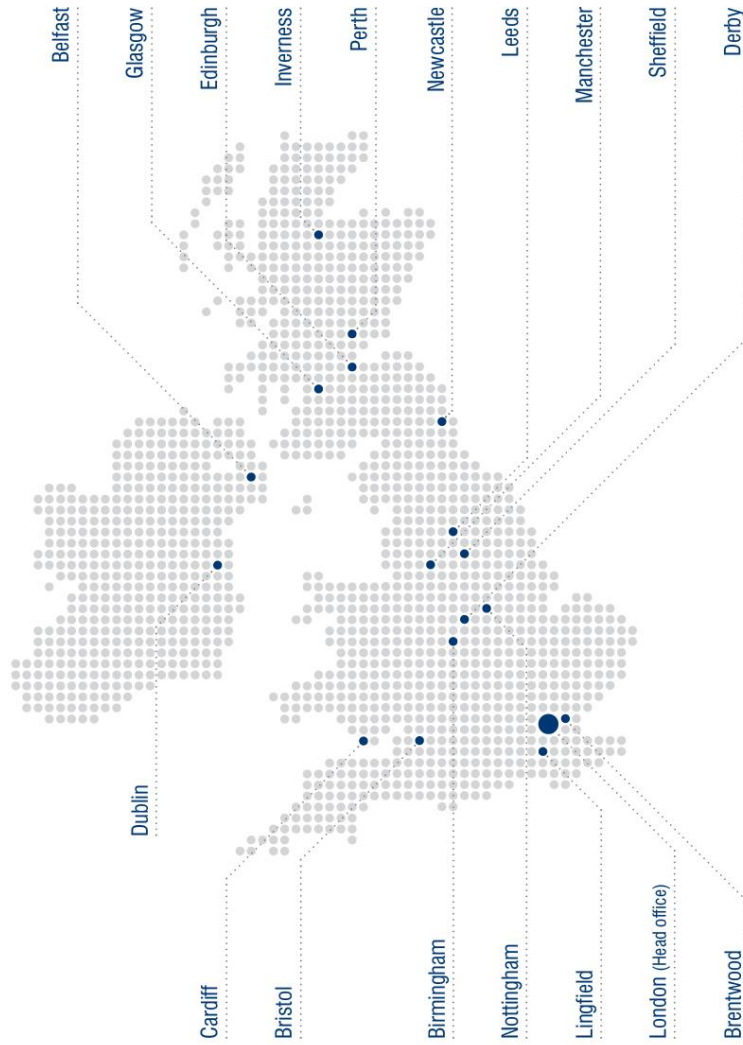 Belfast
Glasgow
Edinburgh
Inverness
Perth
Newcastle
Leeds
Manchester
Sheffield
Derby
Dublin
Cardiff
Bristol
Birmingham
Nottingham
Lingfield
London (Head office)
Brentwood